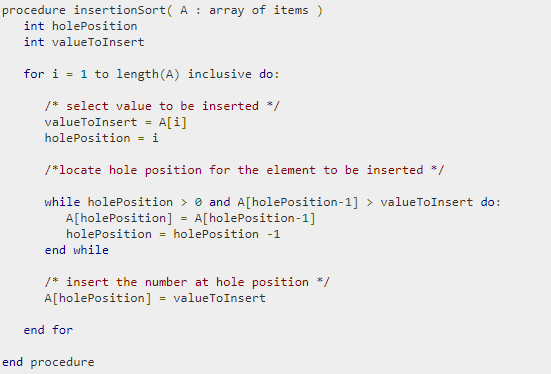 procedure insertionSort( A : array of items )
int holePosition
int valueToInsert
for i = 1 to length(A) inclusive do:
/* select value to be inserted */
valueToInsert = A[i]
holePosition = i
/*locate hole position for the element to be inserted */
while holePosition > 0 and A[holePosition-1] > valueToInsert do:
A[holePosition] = A[holePosition-1]
holePosition = holePosition -1
end while
/* insert the number at hole position */
A[holePosition] = valueToInsert
end for
end procedure